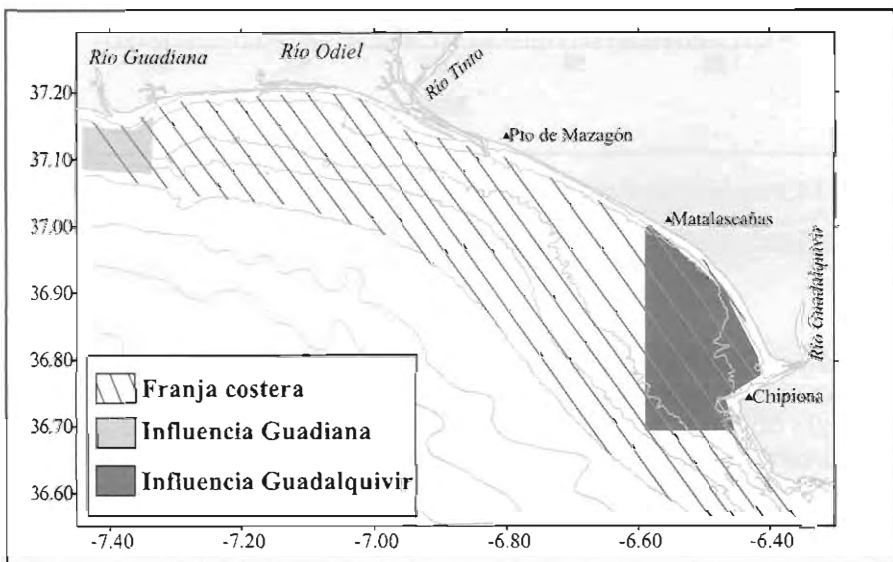 Río Guadiana
Río Odiel
Río Tinto
37.20
Pto de Mazagón
37.10
37.00
Matalascañas
36.90
Río Guadalquivir
36.80
Chipiona
36.70
36.60
Franja costera
Influencia Guadiana
Influencia Guadalquivir
-7.40 -7.20 -7.00 -6.80 -6.60 -6.40